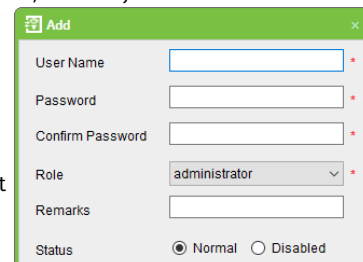 Add
User Name *
Password *
Confirm Password *
Role administrator *
Remarks
Status Normal Disabled